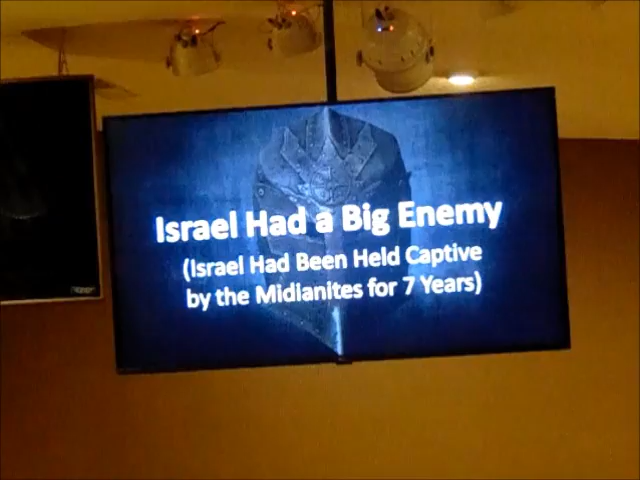 Israel Had a Big Enemy
(Israel Had Been Held Captive
by the Midianites for 7 Years)